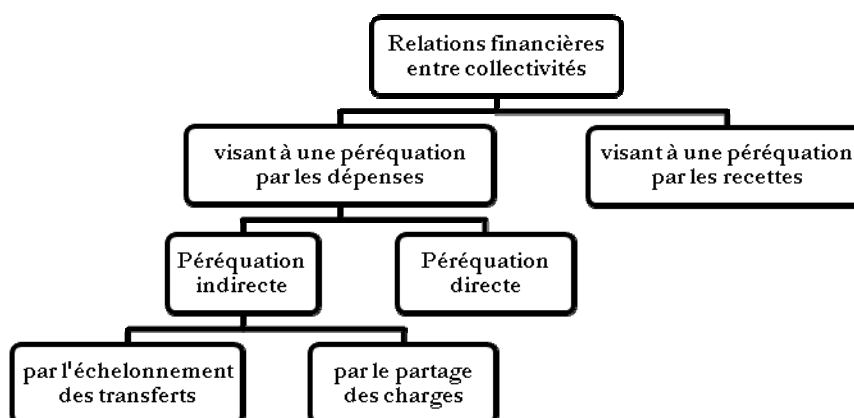 Relations financières
entre collectivités
visant à une péréquation
par les dépenses
visant à une péréquation
par les recettes
Péréquation
indirecte
Péréquation
directe
par l'échelonnement
des transferts
par le partage
des charges